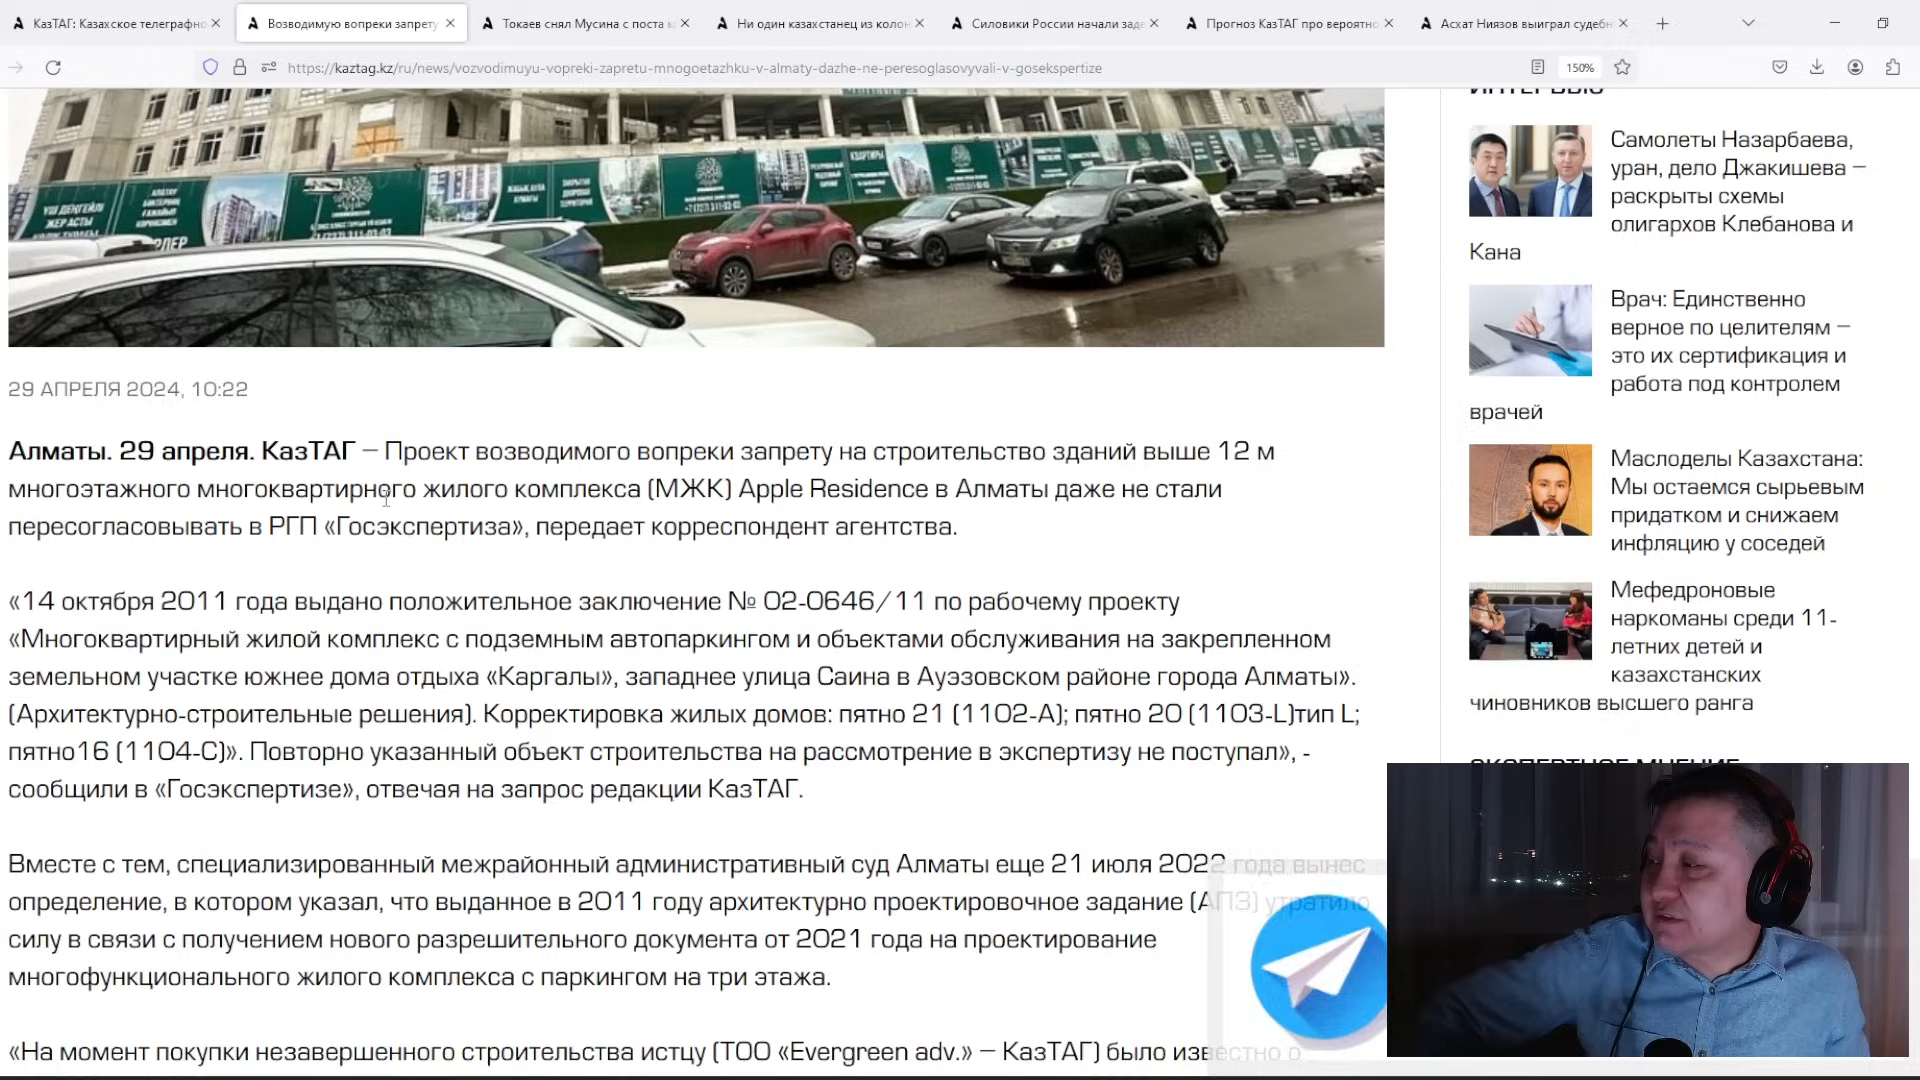 КазТАГ: Казахское телеграфно
Возводимую вопреки запрету
Токаев снял Мусина с поста м
Ни один казахстанец из колон
Силовики России начали заде
Прогноз КазТАГ про вероятно
Асхат Ниязов выиграл судебн
https://kaztag.kz/ru/news/vozvodimuyu-vopreki-zapretu-mnogoetazhku-v-almaty-dazhe-ne-peresoglasovyvali-v-gosekspertize
150%
КВАРТИРЫ
29 АПРЕЛЯ 2024, 10:22
Алматы. 29 апреля. КазТАГ – Проект возводимого вопреки запрету на строительство зданий выше 12 м
многоэтажного многоквартирного жилого комплекса (МЖК) Apple Residence в Алматы даже не стали
пересогласовывать в РГП «Госэкспертиза», передает корреспондент агентства.
«14 октября 2011 года выдано положительное заключение № 02-0646/11 по рабочему проекту
«Многоквартирный жилой комплекс с подземным автопаркингом и объектами обслуживания на закрепленном
земельном участке южнее дома отдыха «Каргалы», западнее улица Саина в Ауэзовском районе города Алматы».
(Архитектурно-строительные решения). Корректировка жилых домов: пятно 21 (1102-А); пятно 20 (1103-L)тип L;
пятно16 (1104-С)». Повторно указанный объект строительства на рассмотрение в экспертизу не поступал», -
сообщили в «Госэкспертизе», отвечая на запрос редакции КазТАГ.
Вместе с тем, специализированный межрайонный административный суд Алматы еще 21 июля 2022 года вынес
определение, в котором указал, что выданное в 2011 году архитектурно проектировочное задание (АПЗ) утратило
силу в связи с получением нового разрешительного документа от 2021 года на проектирование
многофункционального жилого комплекса с паркингом на три этажа.
«На момент покупки незавершенного строительства истцу (ТОО «Evergreen adv.» – КазТАГ) было известно о
ИНТЕРВЬЮ
Самолеты Назарбаева,
уран, дело Джакишева –
раскрыты схемы
олигархов Клебанова и
Кана
Врач: Единственно
верное по целителям –
это их сертификация и
работа под контролем
врачей
Маслоделы Казахстана:
Мы остаемся сырьевым
придатком и снижаем
инфляцию у соседей
Мефедроновые
наркоманы среди 11-
летних детей и
казахстанских
чиновников высшего ранга
ЭКСПЕРТНОЕ МНЕНИЕ